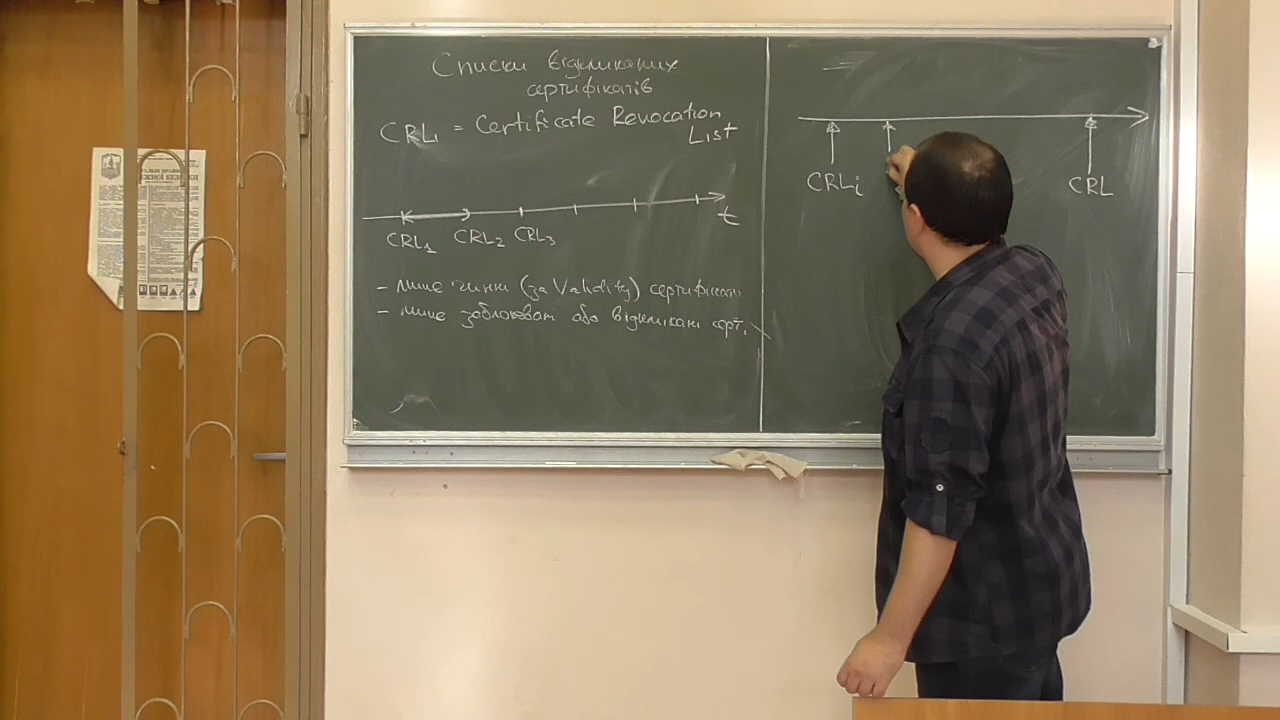 Списки відкликаних
сертифікатів
CRL = Certificate Revocation
List
t
CRL1 CRL2 CRL3
- лише чинні (за Validity) сертифікати
- лише заблоковат або відкликані серт.
CRLi CRL